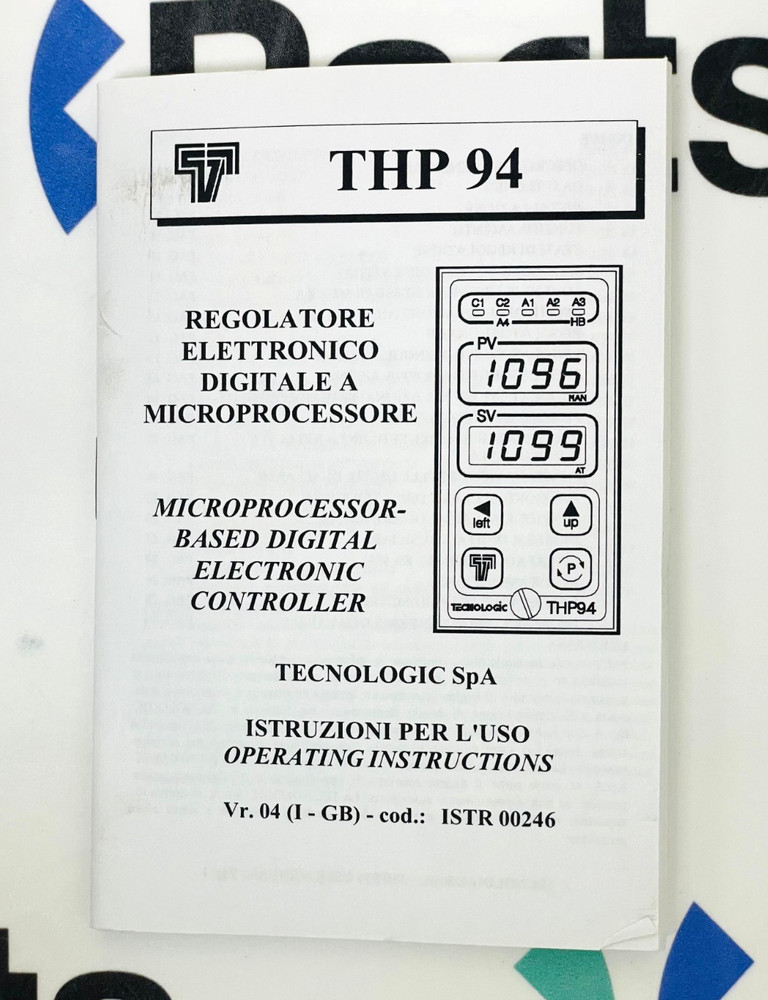 THP 94
REGOLATORE
ELETTRONICO
DIGITALE A
MICROPROCESSORE
MICROPROCESSOR-
BASED DIGITAL
ELECTRONIC
CONTROLLER
C1 C2 A1 A2 A3
A4 HB
PV
1096
MAN
SV
1099
AT
left
up
P
TECNOLOGIC THP94
TECNOLOGIC SpA
ISTRUZIONI PER L'USO
OPERATING INSTRUCTIONS
Vr. 04 (I - GB) - cod.: ISTR 00246